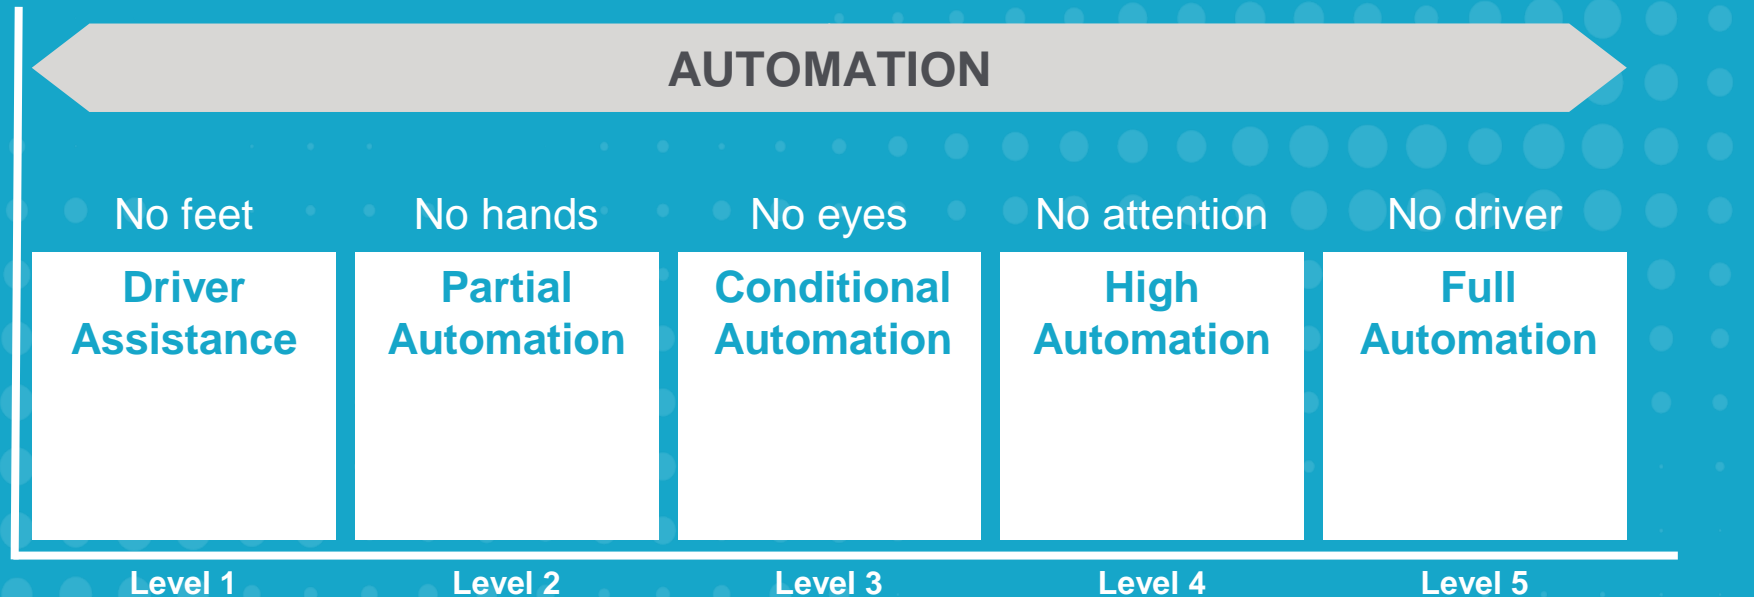 AUTOMATION
No feet
No hands
No eyes
No attention
No driver
Driver
Assistance
Partial
Automation
Conditional
Automation
High
Automation
Full
Automation
Level 1
Level 2
Level 3
Level 4
Level 5